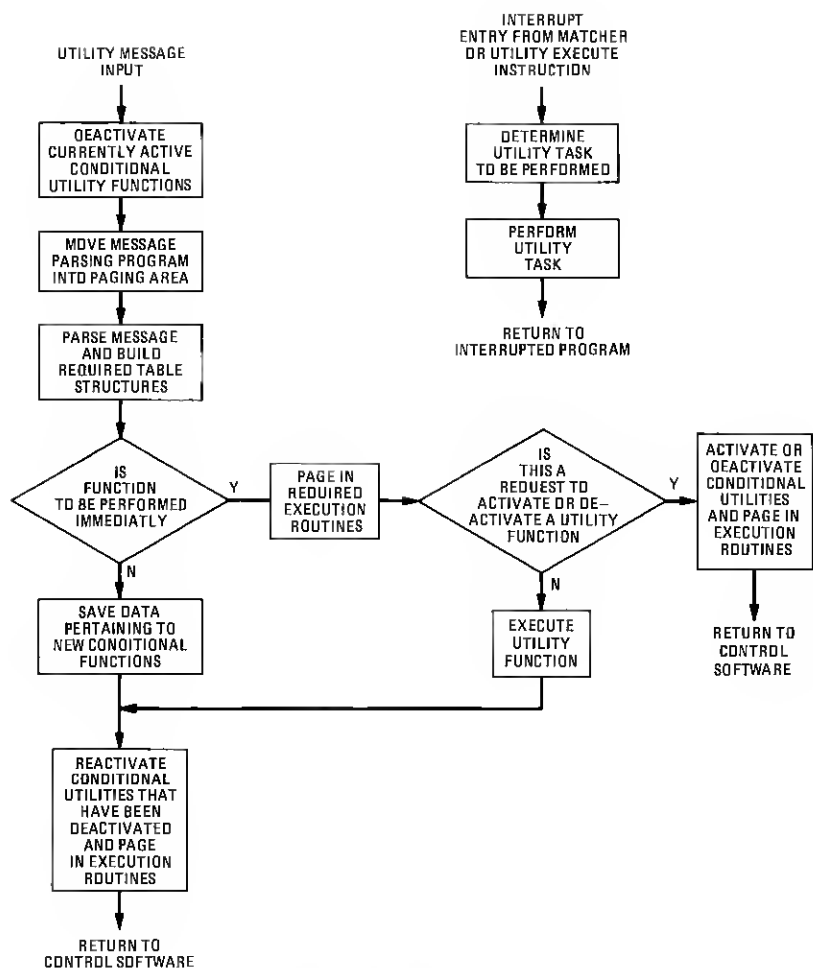 UTILITY MESSAGE
INPUT
DEACTIVATE
CURRENTLY ACTIVE
CONDITIONAL
UTILITY FUNCTIONS
MOVE MESSAGE
PARSING PROGRAM
INTO PAGING AREA
PARSE MESSAGE
AND BUILD
REQUIRED TABLE
STRUCTURES
IS
FUNCTION
TO BE PERFORMED
IMMEDIATLY
Y
N
PAGE IN
REQUIRED
EXECUTION
ROUTINES
IS
THIS A
REQUEST TO
ACTIVATE OR DE-
ACTIVATE A UTILITY
FUNCTION
Y
N
ACTIVATE OR
DEACTIVATE
CONDITIONAL
UTILITIES
AND PAGE IN
EXECUTION
ROUTINES
RETURN TO
CONTROL
SOFTWARE
EXECUTE
UTILITY
FUNCTION
SAVE DATA
PERTAINING TO
NEW CONDITIONAL
FUNCTIONS
REACTIVATE
CONDITIONAL
UTILITIES THAT
HAVE BEEN
DEACTIVATED
AND PAGE
IN EXECUTION
ROUTINES
RETURN TO
CONTROL SOFTWARE
INTERRUPT
ENTRY FROM MATCHER
OR UTILITY EXECUTE
INSTRUCTION
DETERMINE
UTILITY TASK
TO BE PERFORMED
PERFORM
UTILITY
TASK
RETURN TO
INTERRUPTED PROGRAM